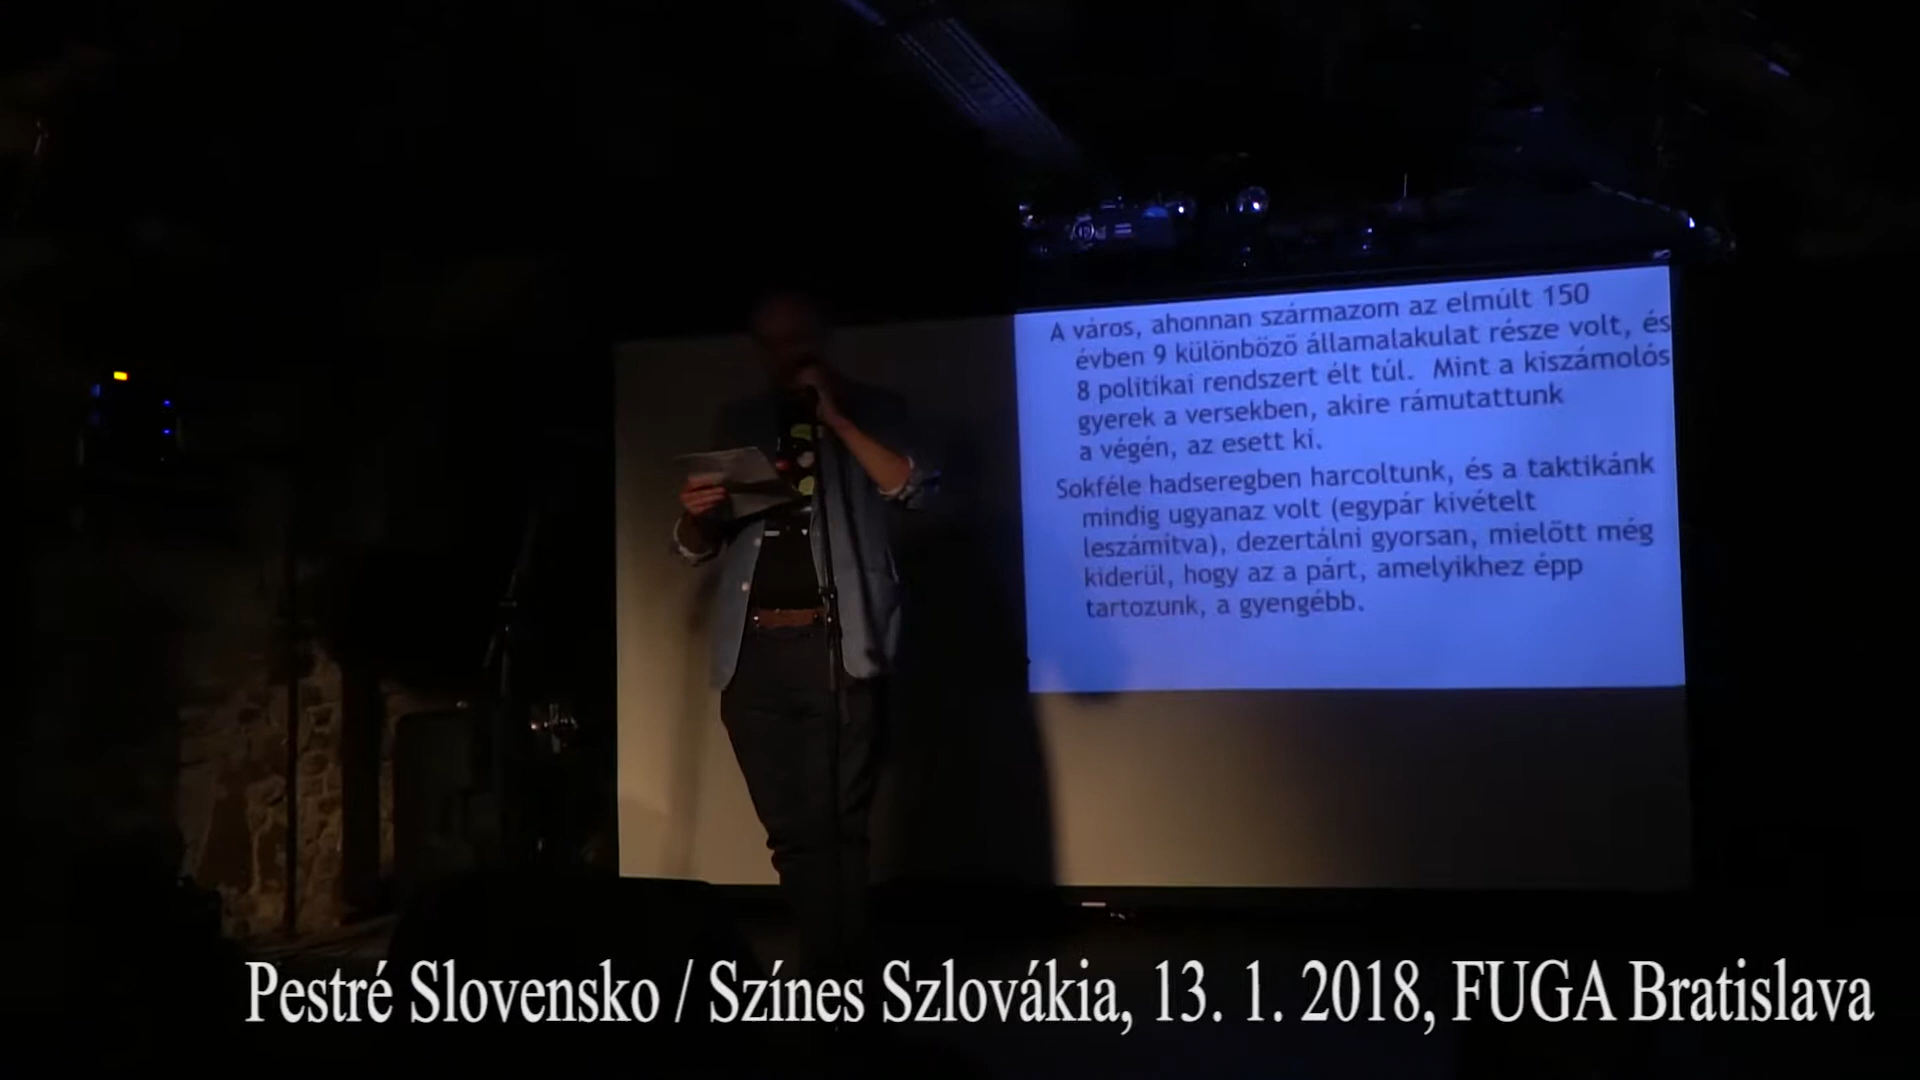 A város, ahonnan származom az elmúlt 150
évben 9 különböző államalakulat része volt, és
8 politikai rendszert élt túl. Mint a kiszámolós
gyerek a versekben, akire rámutattunk
a végén, az esett ki.
Sokféle hadseregben harcoltunk, és a taktikánk
mindig ugyanaz volt (egypár kivételt
leszámítva), dezertálni gyorsan, mielőtt még
kiderül, hogy az a párt, amelyikhez épp
tartozunk, a gyengébb.
Pestré Slovensko / Színes Szlovákia, 13. 1. 2018, FUGA Bratislava